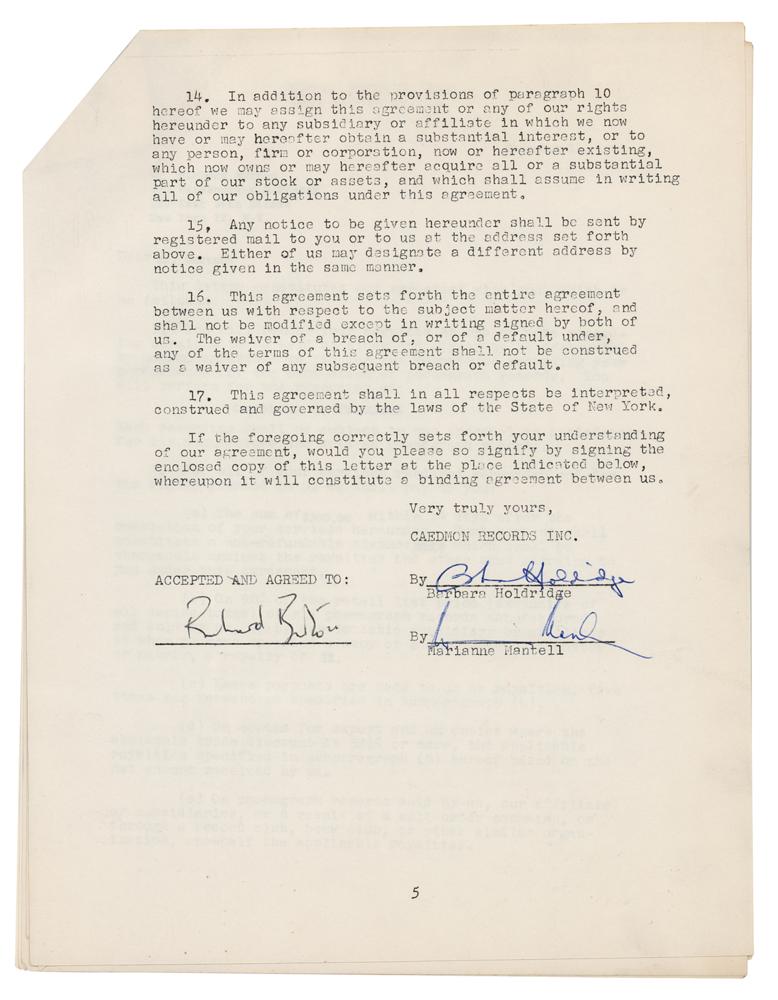 14. In addition to the provisions of paragraph 10
hereof we may assign this agreement or any of our rights
hereunder to any subsidiary or affiliate in which we now
have or may hereafter obtain a substantial interest, or to
any person, firm or corporation, now or hereafter existing,
which now owns or may hereafter acquire all or a substantial
part of our stock or assets, and which shall assume in writing
all of our obligations under this agreement.
15. Any notice to be given hereunder shall be sent by
registered mail to you or to us at the address set forth
above. Either of us may designate a different address by
notice given in the same manner.
16. This agreement sets forth the entire agreement
between us with respect to the subject matter hereof, and
shall not be modified except in writing signed by both of
us. The waiver of a breach of, or of a default under,
any of the terms of this agreement shall not be construed
as a waiver of any subsequent breach or default.
17. This agreement shall in all respects be interpreted,
construed and governed by the laws of the State of New York.
If the foregoing correctly sets forth your understanding
of our agreement, would you please so signify by signing the
enclosed copy of this letter at the place indicated below,
whereupon it will constitute a binding agreement between us.
Very truly yours,
CAEDMON RECORDS INC.
ACCEPTED AND AGREED TO:
Richard Burton
By Holdridge
Barbara Holdridge
By
Marianne Mantell
5